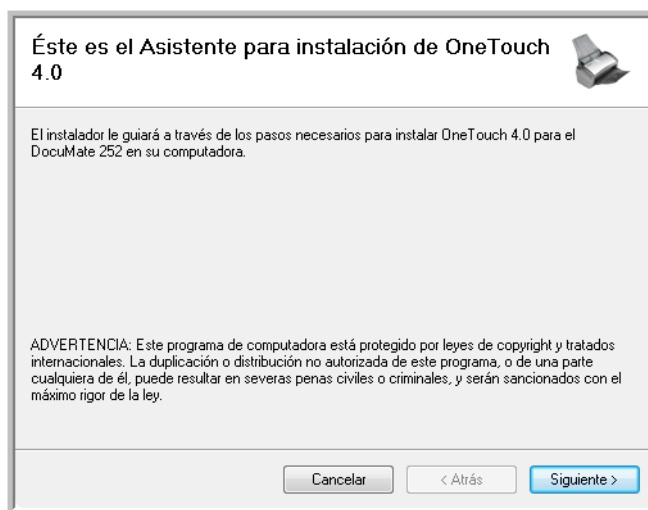 Éste es el Asistente para instalación de OneTouch
4.0
El instalador le guiará a través de los pasos necesarios para instalar OneTouch 4.0 para el
DocuMate 252 en su computadora.
ADVERTENCIA: Este programa de computadora está protegido por leyes de copyright y tratados
internacionales. La duplicación o distribución no autorizada de este programa, o de una parte
cualquiera de él, puede resultar en severas penas civiles o criminales, y serán sancionados con el
máximo rigor de la ley.
Cancelar
< Atrás
Siguiente >